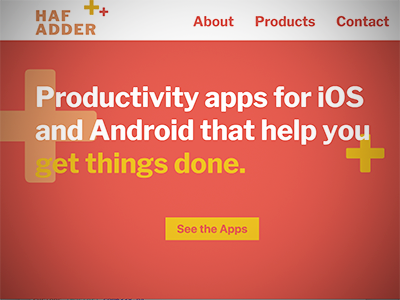 HAF
ADDER
About Products Contact
Productivity apps for iOS
and Android that help you
get things done.
See the Apps